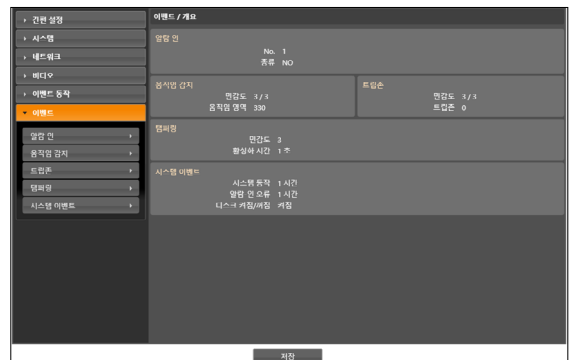 간편 설정
시스템
네트워크
비디오
이벤트 동작
이벤트
알람 인
움직임 감지
트립존
탬퍼링
시스템 이벤트
이벤트 / 개요
알람 인
No. 1
종류 NO
움직임 감지
민감도 3 / 3
움직임 영역 330
트립존
민감도 3 / 3
트립존 0
탬퍼링
민감도 3
활성화 시간 1 초
시스템 이벤트
시스템 동작 1 시간
알람 인 오류 1 시간
디스크 켜짐/꺼짐 켜짐
저장